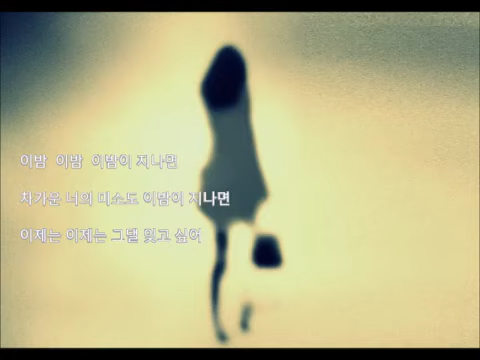 이밤 이밤 이밤이 지나면
차가운 너의 미소도 이밤이 지나면
이제는 이제는 그댈 잊고 싶어